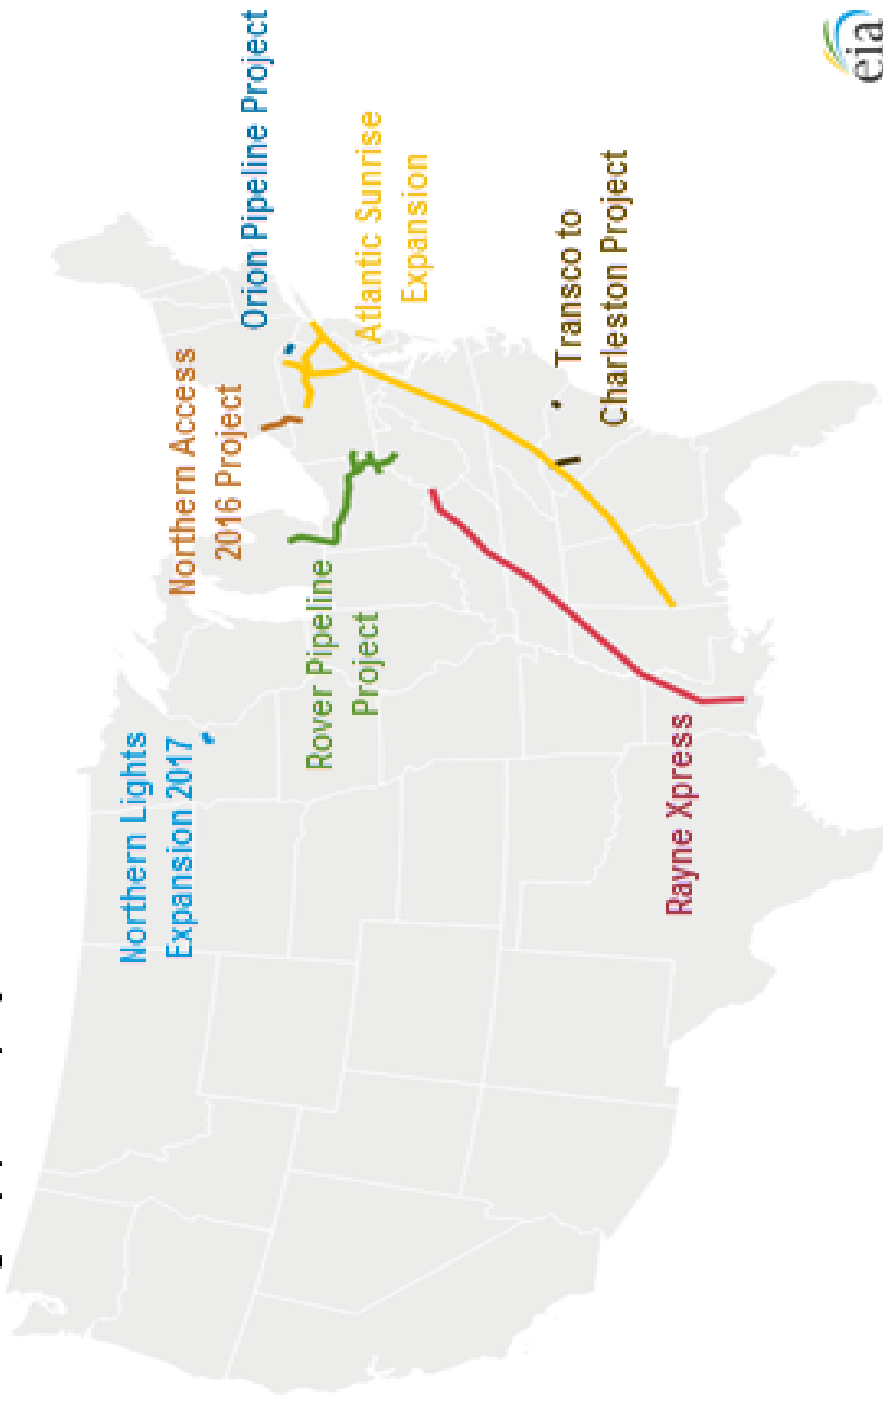 Northern Lights
Expansion 2017
Northern Access
2016 Project
Orion Pipeline Project
Rover Pipeline
Project
Atlantic Sunrise
Expansion
Transco to
Charleston Project
Rayne Xpress
eia